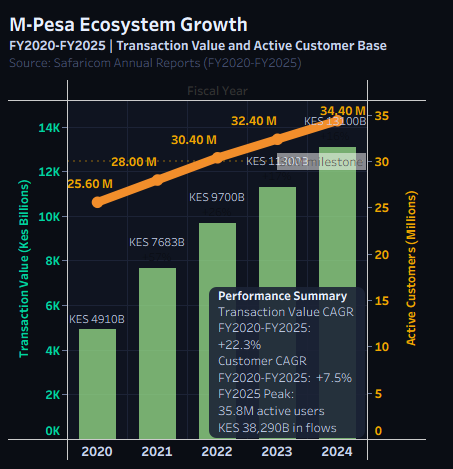 M-Pesa Ecosystem Growth
FY2020-FY2025 | Transaction Value and Active Customer Base
Source: Safaricom Annual Reports (FY2020-FY2025)
Fiscal Year
Transaction Value (Kes Billions)
14K
12K
10K
8K
6K
4K
2K
0K
35
30
25
20
15
10
5
0
Active Customers (Millions)
25.60 M
28.00 M
30.40 M
32.40 M
34.40 M
KES 4910B
KES 7683B
KES 9700B
KES
KES 13100B
milestone
Performance Summary
Transaction Value CAGR
FY2020-FY2025:
+22.3%
Customer CAGR
FY2020-FY2025: +7.5%
FY2025 Peak:
35.8M active users
KES 38,290B in flows
2020
2021
2022
2023
2024